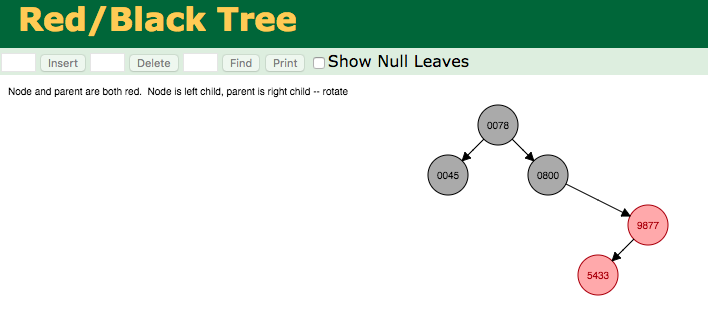 Red/Black Tree
Insert Delete Find Print Show Null Leaves
Node and parent are both red. Node is left child, parent is right child -- rotate
0078
0045 0800
9877
5433